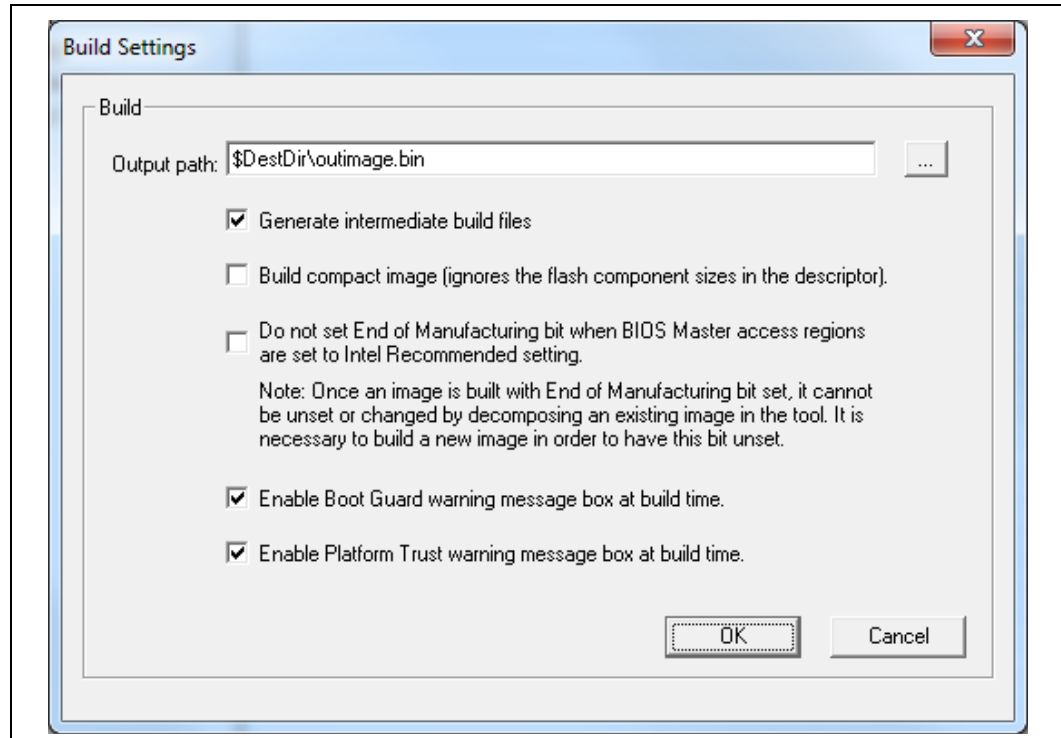 Build Settings
Build
Output path: $DestDir\outimage.bin ...
Generate intermediate build files
Build compact image (ignores the flash component sizes in the descriptor).
Do not set End of Manufacturing bit when BIOS Master access regions
are set to Intel Recommended setting.
Note: Once an image is built with End of Manufacturing bit set, it cannot
be unset or changed by decomposing an existing image in the tool. It is
necessary to build a new image in order to have this bit unset.
Enable Boot Guard warning message box at build time.
Enable Platform Trust warning message box at build time.
OK Cancel